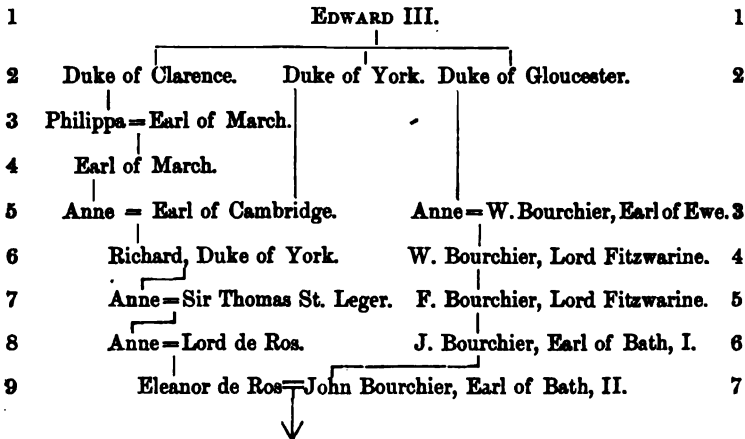 1 EDWARD III. 1
2 Duke of Clarence. Duke of York. Duke of Gloucester. 2
3 Philippa = Earl of March.
4 Earl of March.
5 Anne = Earl of Cambridge. Anne = W. Bourchier, Earl of Ewe. 3
6 Richard, Duke of York. W. Bourchier, Lord Fitzwarine. 4
7 Anne = Sir Thomas St. Leger. F. Bourchier, Lord Fitzwarine. 5
8 Anne = Lord de Ros. J. Bourchier, Earl of Bath, I. 6
9 Eleanor de Ros = John Bourchier, Earl of Bath, II. 7